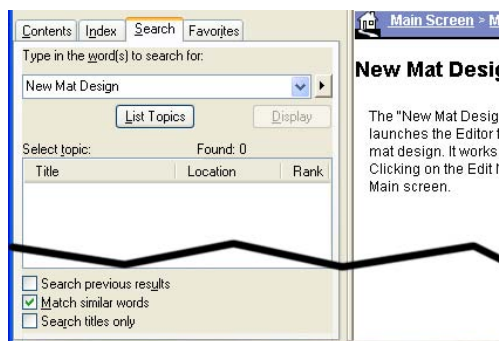 Contents Index Search Favorites
Type in the word(s) to search for:
New Mat Design
List Topics Display
Select topic: Found: 0
Title Location Rank
Search previous results
Match similar words
Search titles only
Main Screen >
New Mat
The "New Mat
launches the Editor
mat design. It works
Clicking on the Edit
Main screen.